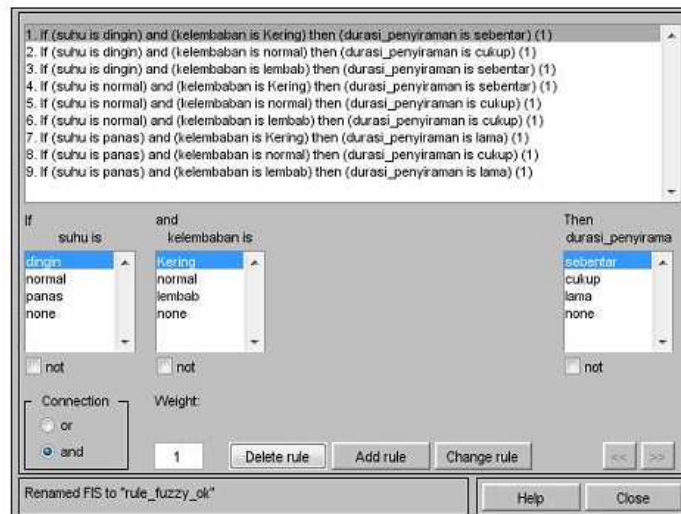 1. If (suhu is dingin) and (kelembaban is Kering) then (durasi_penyiraman is sebentar) (1)
2. If (suhu is dingin) and (kelembaban is normal) then (durasi_penyiraman is cukup) (1)
3. If (suhu is dingin) and (kelembaban is lembab) then (durasi_penyiraman is sebentar) (1)
4. If (suhu is normal) and (kelembaban is Kering) then (durasi_penyiraman is sebentar) (1)
5. If (suhu is normal) and (kelembaban is normal) then (durasi_penyiraman is cukup) (1)
6. If (suhu is normal) and (kelembaban is lembab) then (durasi_penyiraman is cukup) (1)
7. If (suhu is panas) and (kelembaban is Kering) then (durasi_penyiraman is lama) (1)
8. If (suhu is panas) and (kelembaban is normal) then (durasi_penyiraman is cukup) (1)
9. If (suhu is panas) and (kelembaban is lembab) then (durasi_penyiraman is lama) (1)
If
suhu is
dingin
normal
panas
none
not
and
kelembaban is
Kering
normal
lembab
none
not
Then
durasi_penyirama
sebentar
cukup
lama
none
not
Connection
or
and
Weight:
1
Delete rule
Add rule
Change rule
<<
>>
Renamed FIS to "rule_fuzzy_ok"
Help
Close